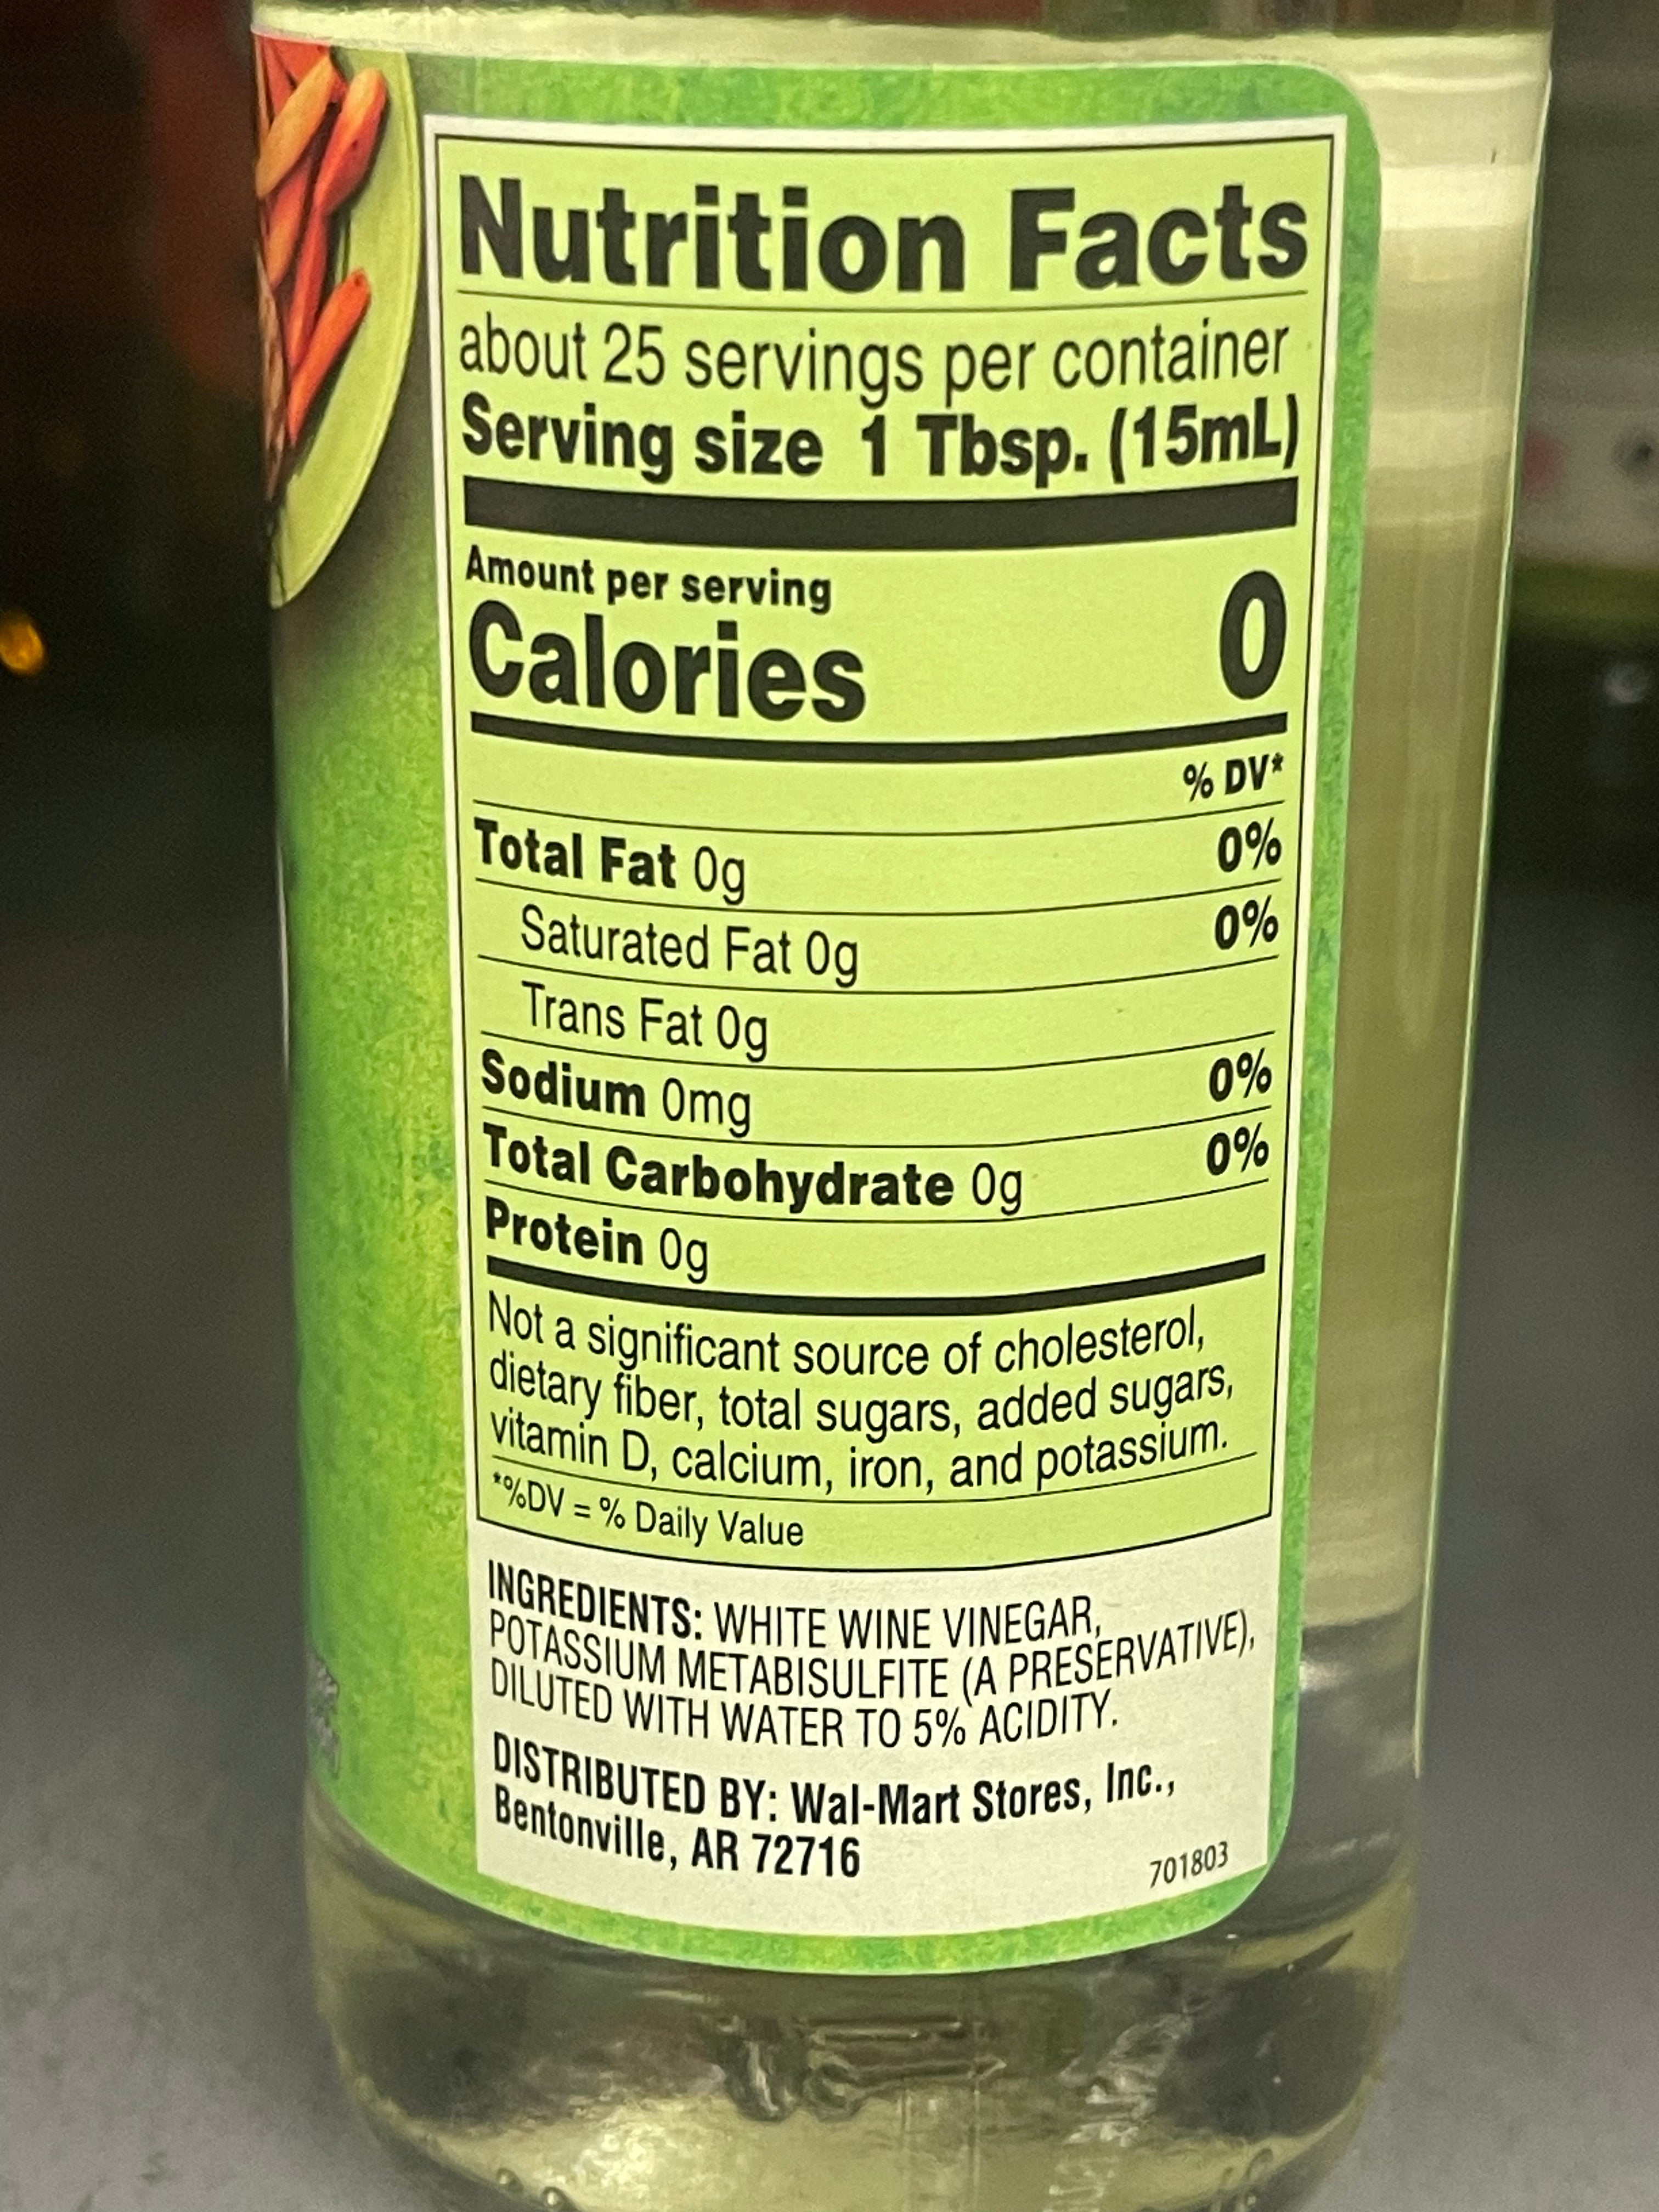 Nutrition Facts
about 25 servings per container
Serving size 1 Tbsp. (15mL)
Amount per serving
Calories 0
% DV*
Total Fat 0g 0%
Saturated Fat 0g 0%
Trans Fat 0g
Sodium 0mg 0%
Total Carbohydrate 0g 0%
Protein 0g
Not a significant source of cholesterol,
dietary fiber, total sugars, added sugars,
vitamin D, calcium, iron, and potassium.
*%DV = % Daily Value
INGREDIENTS: WHITE WINE VINEGAR,
POTASSIUM METABISULFITE (A PRESERVATIVE),
DILUTED WITH WATER TO 5% ACIDITY.
DISTRIBUTED BY: Wal-Mart Stores, Inc.,
Bentonville, AR 72716
701803